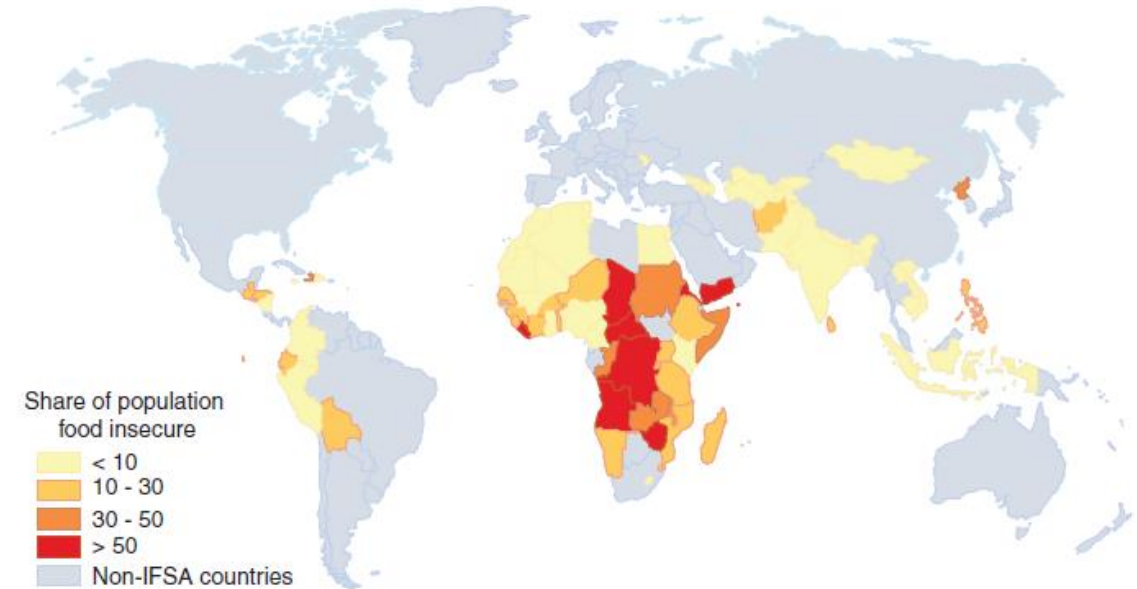 Share of population
food insecure
< 10
10 - 30
30 - 50
> 50
Non-IFSA countries